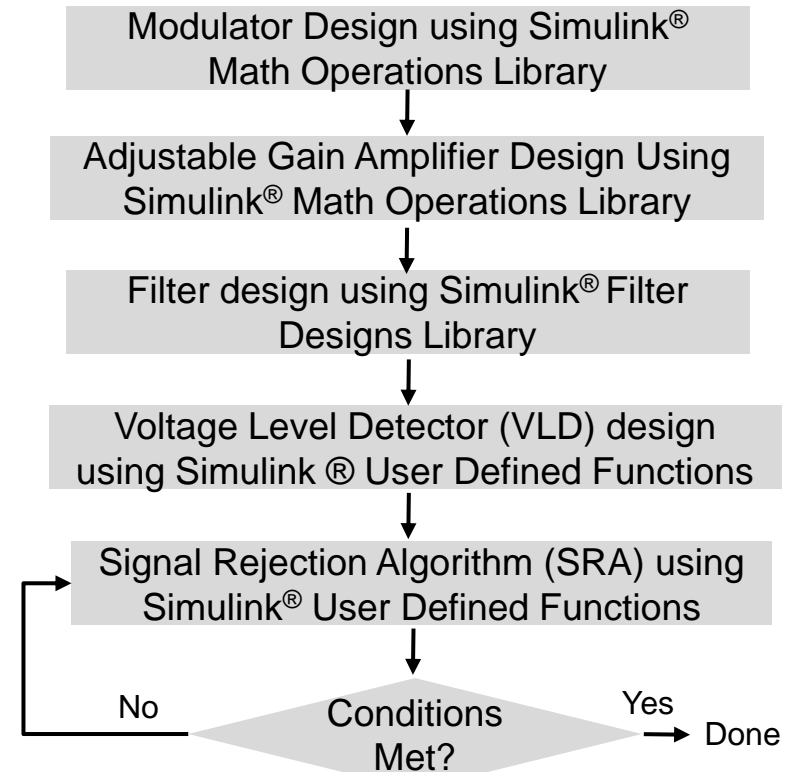 Modulator Design using Simulink®
Math Operations Library
Adjustable Gain Amplifier Design Using
Simulink® Math Operations Library
Filter design using Simulink® Filter
Designs Library
Voltage Level Detector (VLD) design
using Simulink ® User Defined Functions
Signal Rejection Algorithm (SRA) using
Simulink® User Defined Functions
No
Conditions
Met?
Yes
Done